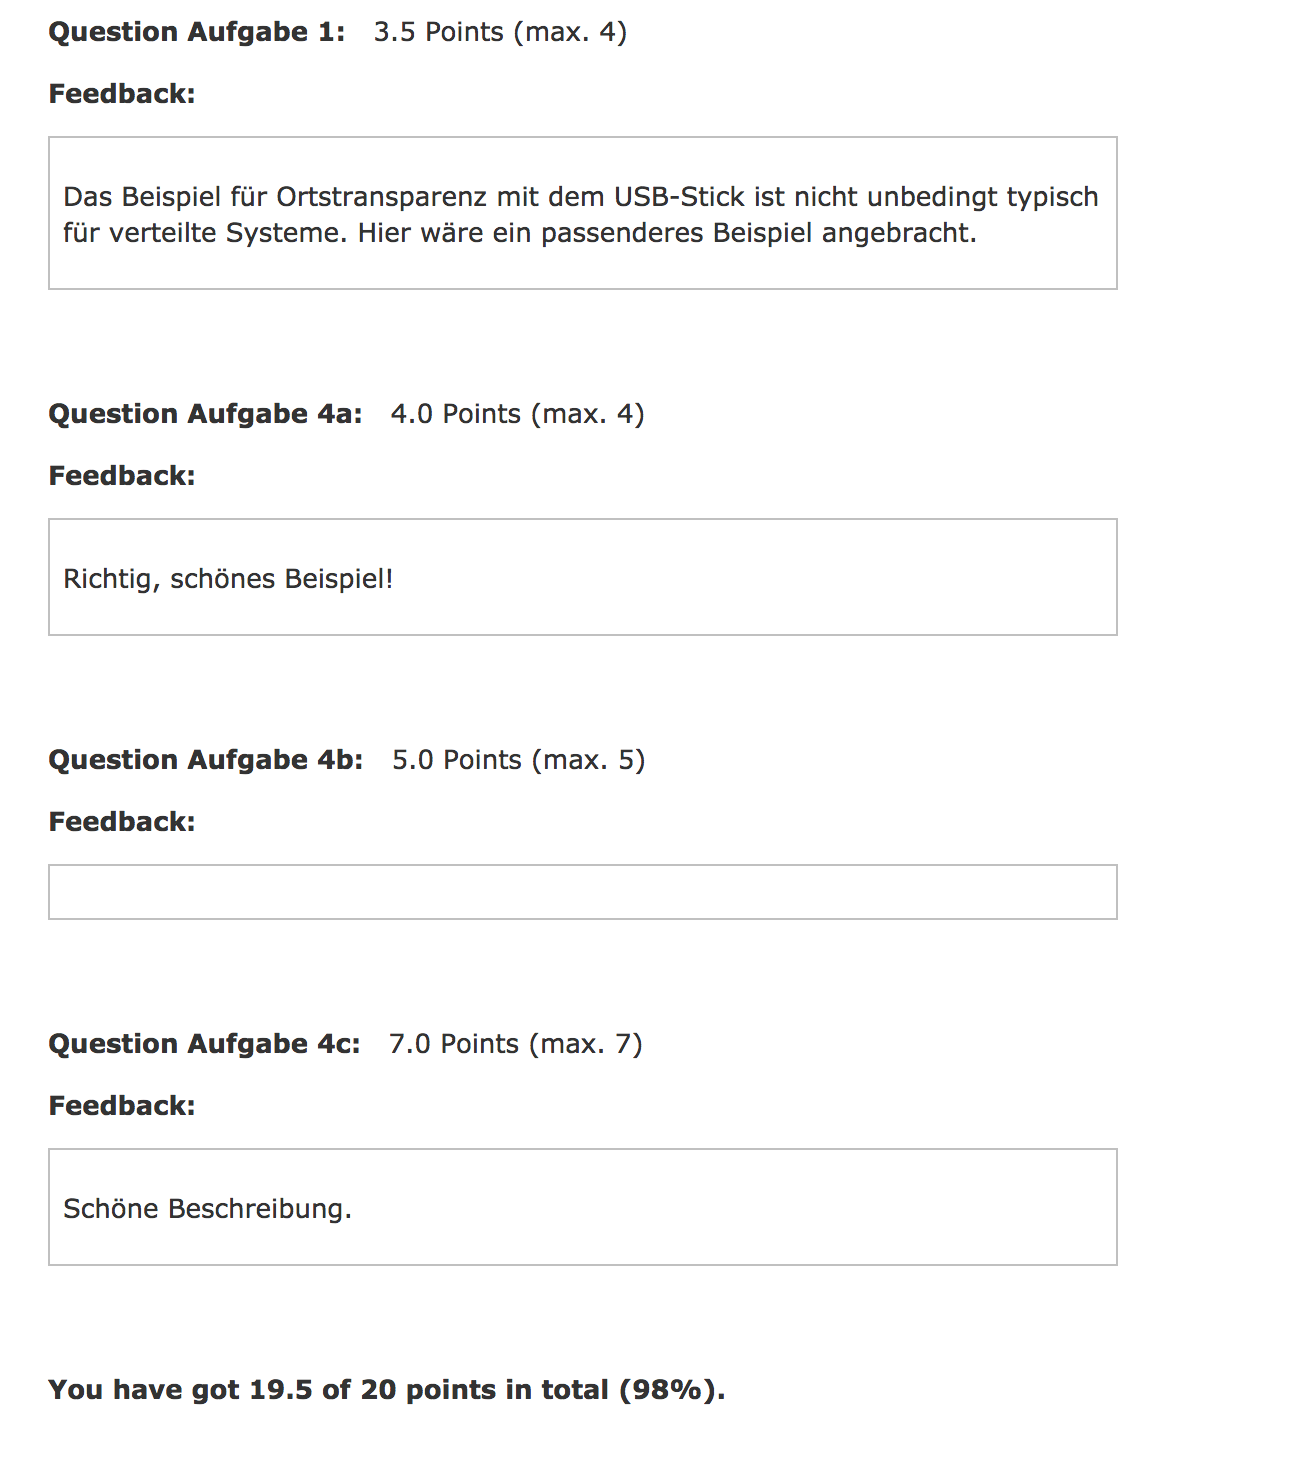 Question Aufgabe 1: 3.5 Points (max. 4)
Feedback:
Das Beispiel für Ortstransparenz mit dem USB-Stick ist nicht unbedingt typisch
für verteilte Systeme. Hier wäre ein passenderes Beispiel angebracht.
Question Aufgabe 4a: 4.0 Points (max. 4)
Feedback:
Richtig, schönes Beispiel!
Question Aufgabe 4b: 5.0 Points (max. 5)
Feedback:
Question Aufgabe 4c: 7.0 Points (max. 7)
Feedback:
Schöne Beschreibung.
You have got 19.5 of 20 points in total (98%).